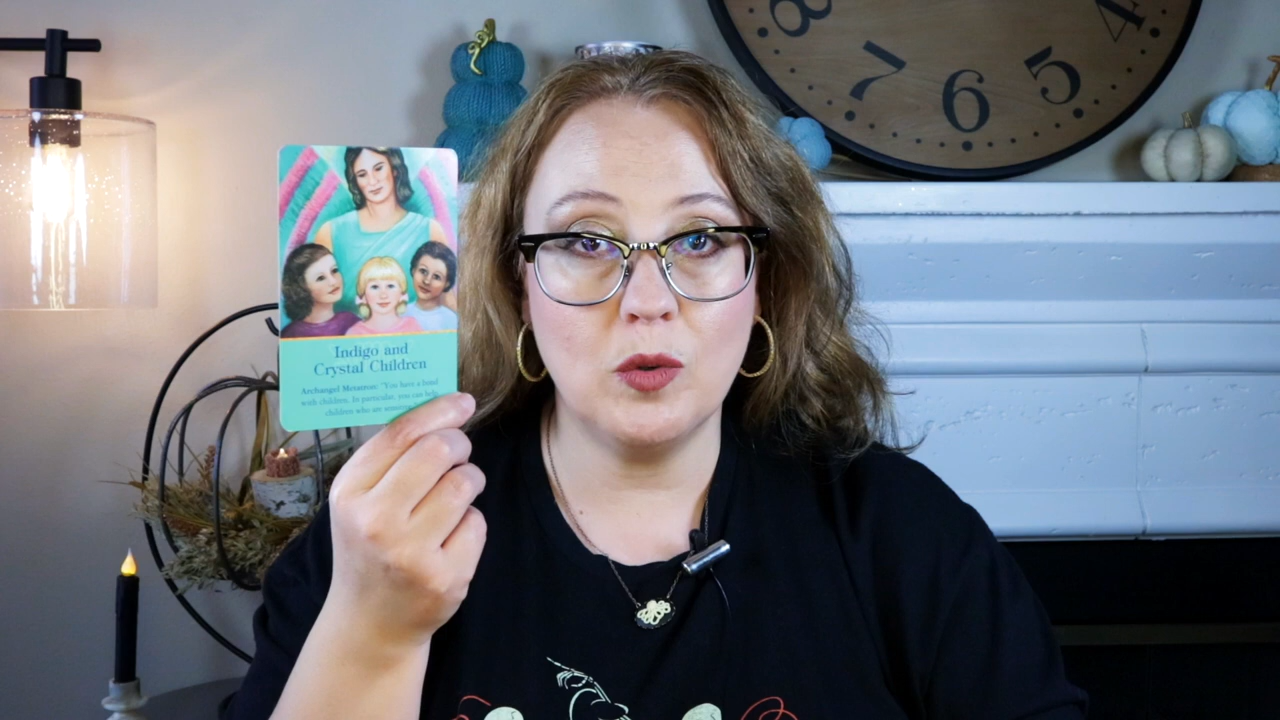 8 7 6 5 4
Indigo and
Crystal Children
Archangel Metatron: "You have a bond
with children. In particular, you can help
children who are